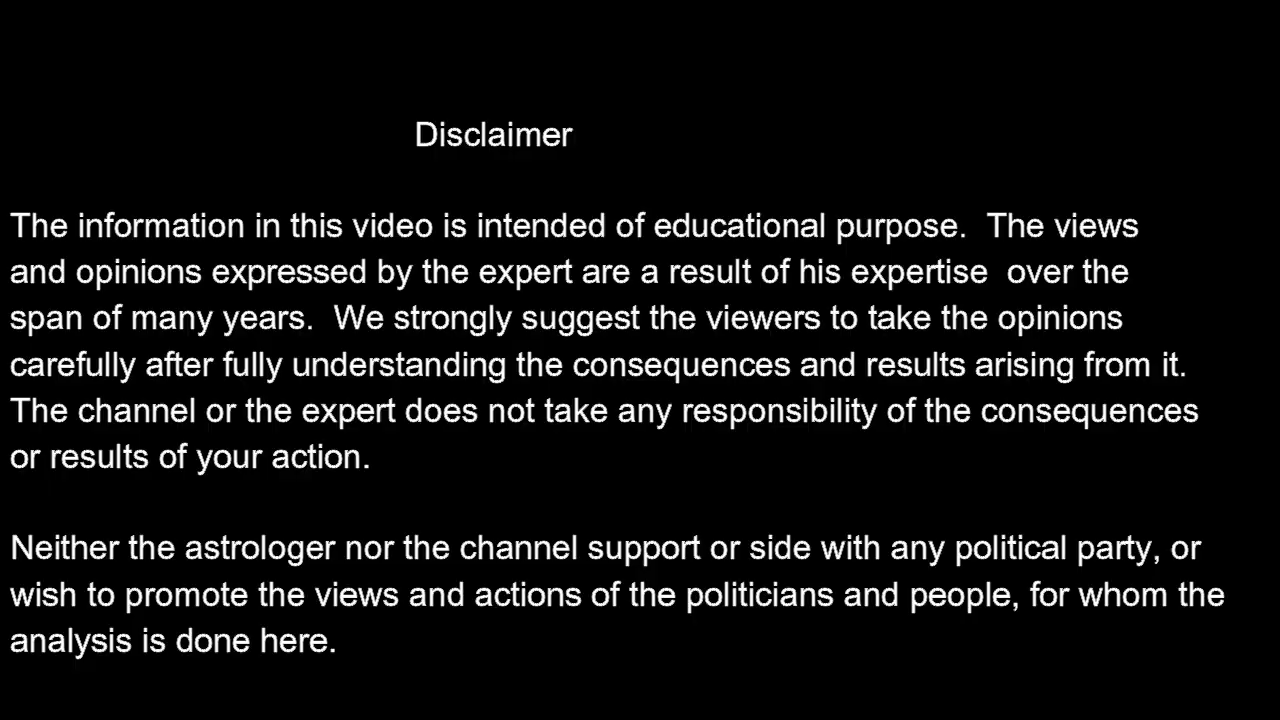 Disclaimer
The information in this video is intended of educational purpose.  The views
and opinions expressed by the expert are a result of his expertise  over the
span of many years.  We strongly suggest the viewers to take the opinions
carefully after fully understanding the consequences and results arising from it.
The channel or the expert does not take any responsibility of the consequences
or results of your action.
Neither the astrologer nor the channel support or side with any political party, or
wish to promote the views and actions of the politicians and people, for whom the
analysis is done here.